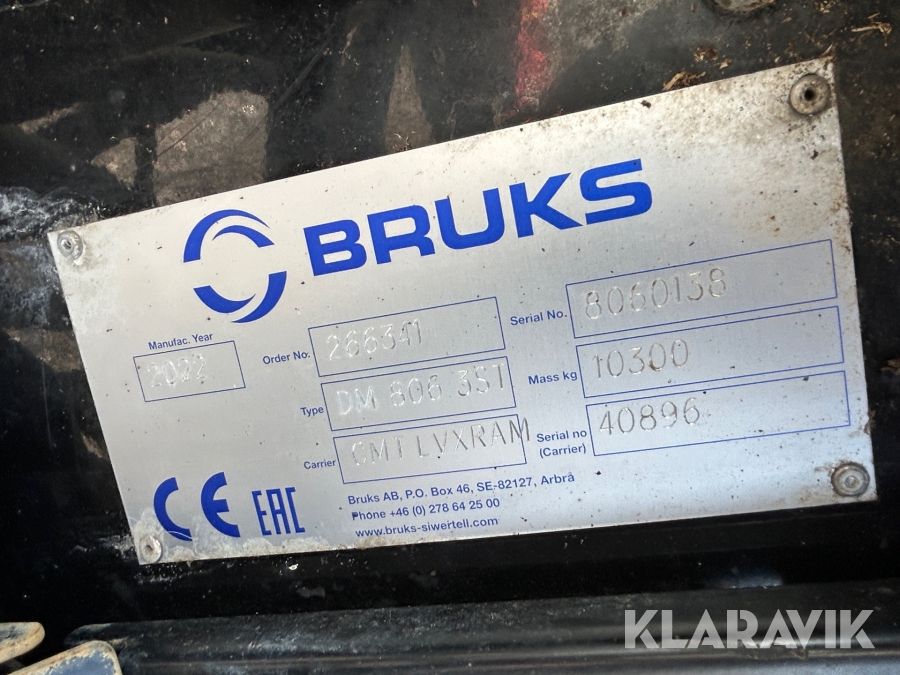 BRUKS
Manufac. Year 2022
Order No. 266341
Serial No. 8060138
Type DM 806 3ST
Mass kg 10300
Carrier CMT LVXRAM
Serial no (Carrier) 40896
CE EAC
Bruks AB, P.O. Box 46, SE-82127, Arbrå
Phone +46 (0) 278 64 25 00
www.bruks-siwertell.com
KLARAVIK